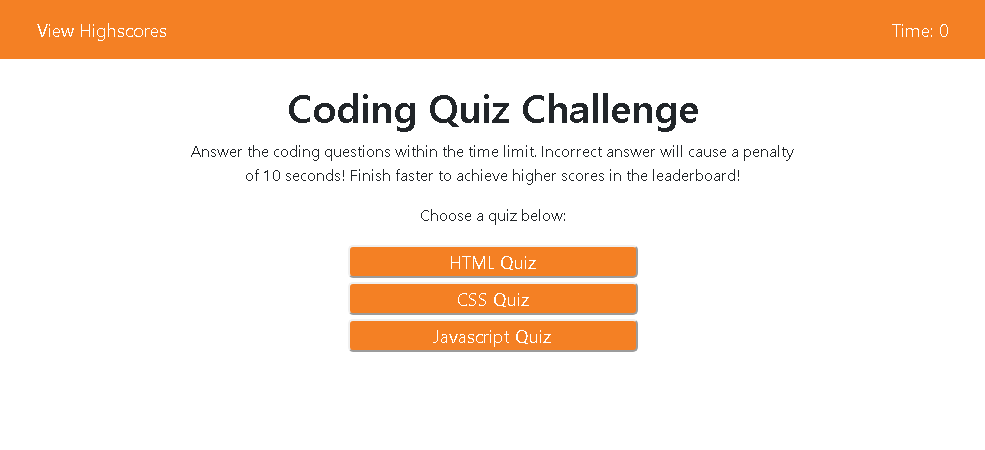 View Highscores
Time: 0
Coding Quiz Challenge
Answer the coding questions within the time limit. Incorrect answer will cause a penalty
of 10 seconds! Finish faster to achieve higher scores in the leaderboard!
Choose a quiz below:
HTML Quiz
CSS Quiz
Javascript Quiz